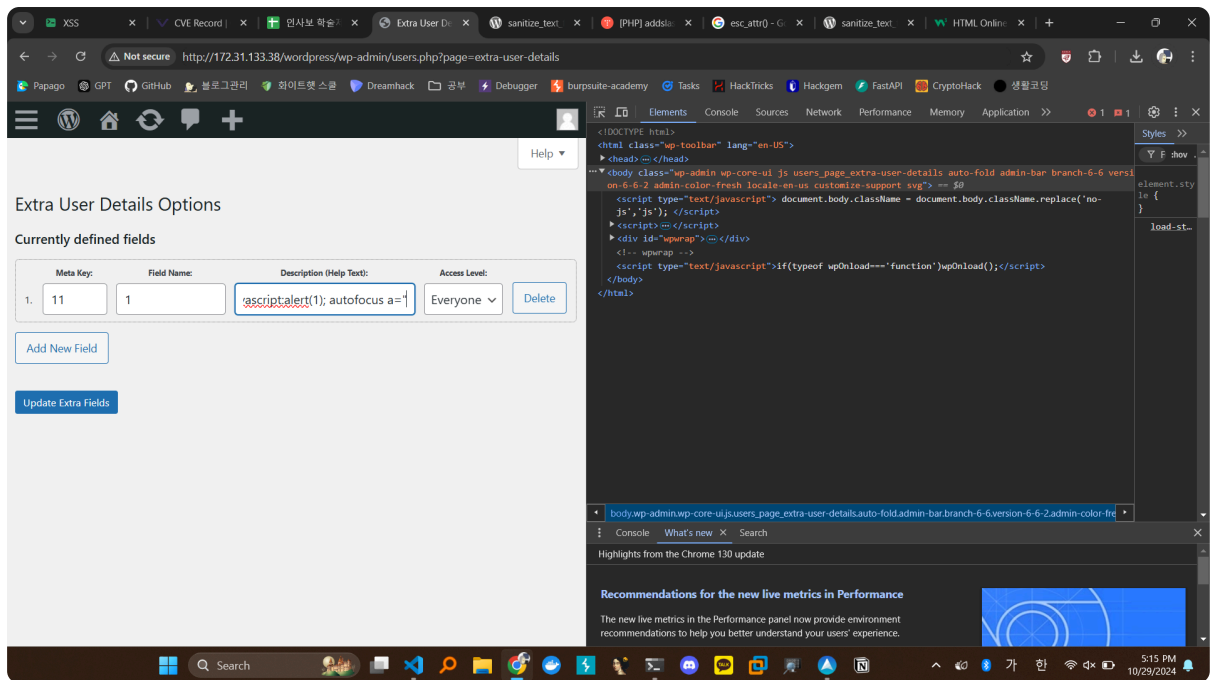 XSS
CVE Record |
인사보 학술
Extra User De
sanitize_text_
[PHP] addslas
esc_attr() - G
sanitize_text_
HTML Online
Not secure
http://172.31.133.38/wordpress/wp-admin/users.php?page=extra-user-details
Papago
GPT
GitHub
블로그관리
화이트햇 스쿨
Dreamhack
공부
Debugger
burpsuite-academy
Tasks
HackTricks
Hackgem
FastAPI
CryptoHack
생활코딩
Help ▼
Extra User Details Options
Currently defined fields
Meta Key:
Field Name:
Description (Help Text):
Access Level:
1.
11
1
vascript:alert(1); autofocus a="
Everyone
Delete
Add New Field
Update Extra Fields
Elements
Console
Sources
Network
Performance
Memory
Application
1
1
<!DOCTYPE html>
<html class="wp-toolbar" lang="en-US">
<head> … </head>
<body class="wp-admin wp-core-ui js users_page_extra-user-details auto-fold admin-bar branch-6-6 versi
on-6-6-2 admin-color-fresh locale-en-us customize-support svg"> == $0
<script type="text/javascript"> document.body.className = document.body.className.replace('no-
js','js'); </script>
<script> … </script>
<div id="wpwrap"> … </div>
<!-- wpwrap -->
<script type="text/javascript">if(typeof wpOnload==='function')wpOnload();</script>
</body>
</html>
Styles
F
:hov
element.sty
le {
}
load-st…
body.wp-admin.wp-core-ui.js.users_page_extra-user-details.auto-fold.admin-bar.branch-6-6.version-6-6-2.admin-color-fre
Console
What's new
Search
Highlights from the Chrome 130 update
Recommendations for the new live metrics in Performance
The new live metrics in the Performance panel now provide environment
recommendations to help you better understand your users' experience.
Search
가
한
5:15 PM
10/29/2024